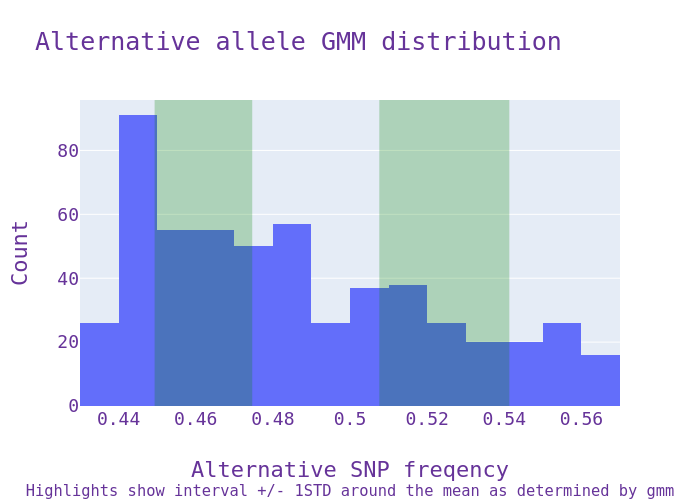 Alternative allele GMM distribution
Count
80
60
40
20
0
0.44 0.46 0.48 0.5 0.52 0.54 0.56
Alternative SNP freqency
Highlights show interval +/- 1STD around the mean as determined by gmm